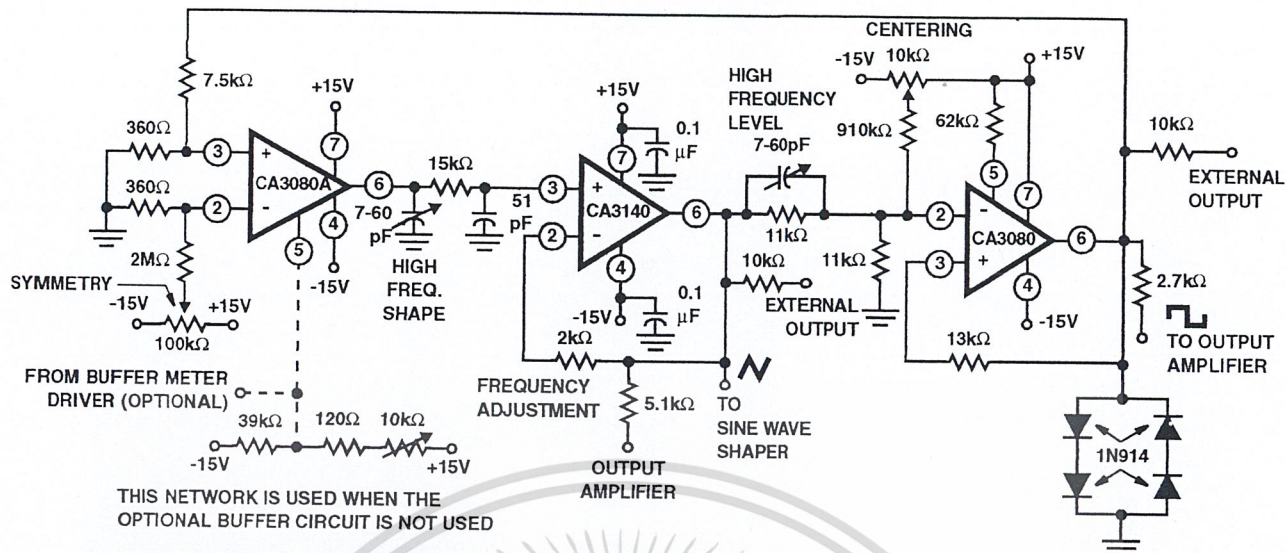 CENTERING
10kΩ
-15V
+15V
7.5kΩ
+15V
360Ω
3
+
7
CA3080A
6
360Ω
2
-
4
5
-15V
2MΩ
SYMMETRY
-15V
+15V
100kΩ
15kΩ
7-60
pF
HIGH
FREQ.
SHAPE
51
pF
+15V
0.1
µF
7
3
+
CA3140
6
2
-
4
-15V
0.1
µF
2kΩ
FREQUENCY
ADJUSTMENT
5.1kΩ
OUTPUT
AMPLIFIER
HIGH
FREQUENCY
LEVEL
7-60pF
11kΩ
10kΩ
EXTERNAL
OUTPUT
TO
SINE WAVE
SHAPER
910kΩ
62kΩ
11kΩ
5
7
2
-
CA3080
6
3
+
4
-15V
13kΩ
10kΩ
EXTERNAL
OUTPUT
2.7kΩ
TO OUTPUT
AMPLIFIER
1N914
FROM BUFFER METER
DRIVER (OPTIONAL)
39kΩ
120Ω
10kΩ
-15V
+15V
THIS NETWORK IS USED WHEN THE
OPTIONAL BUFFER CIRCUIT IS NOT USED